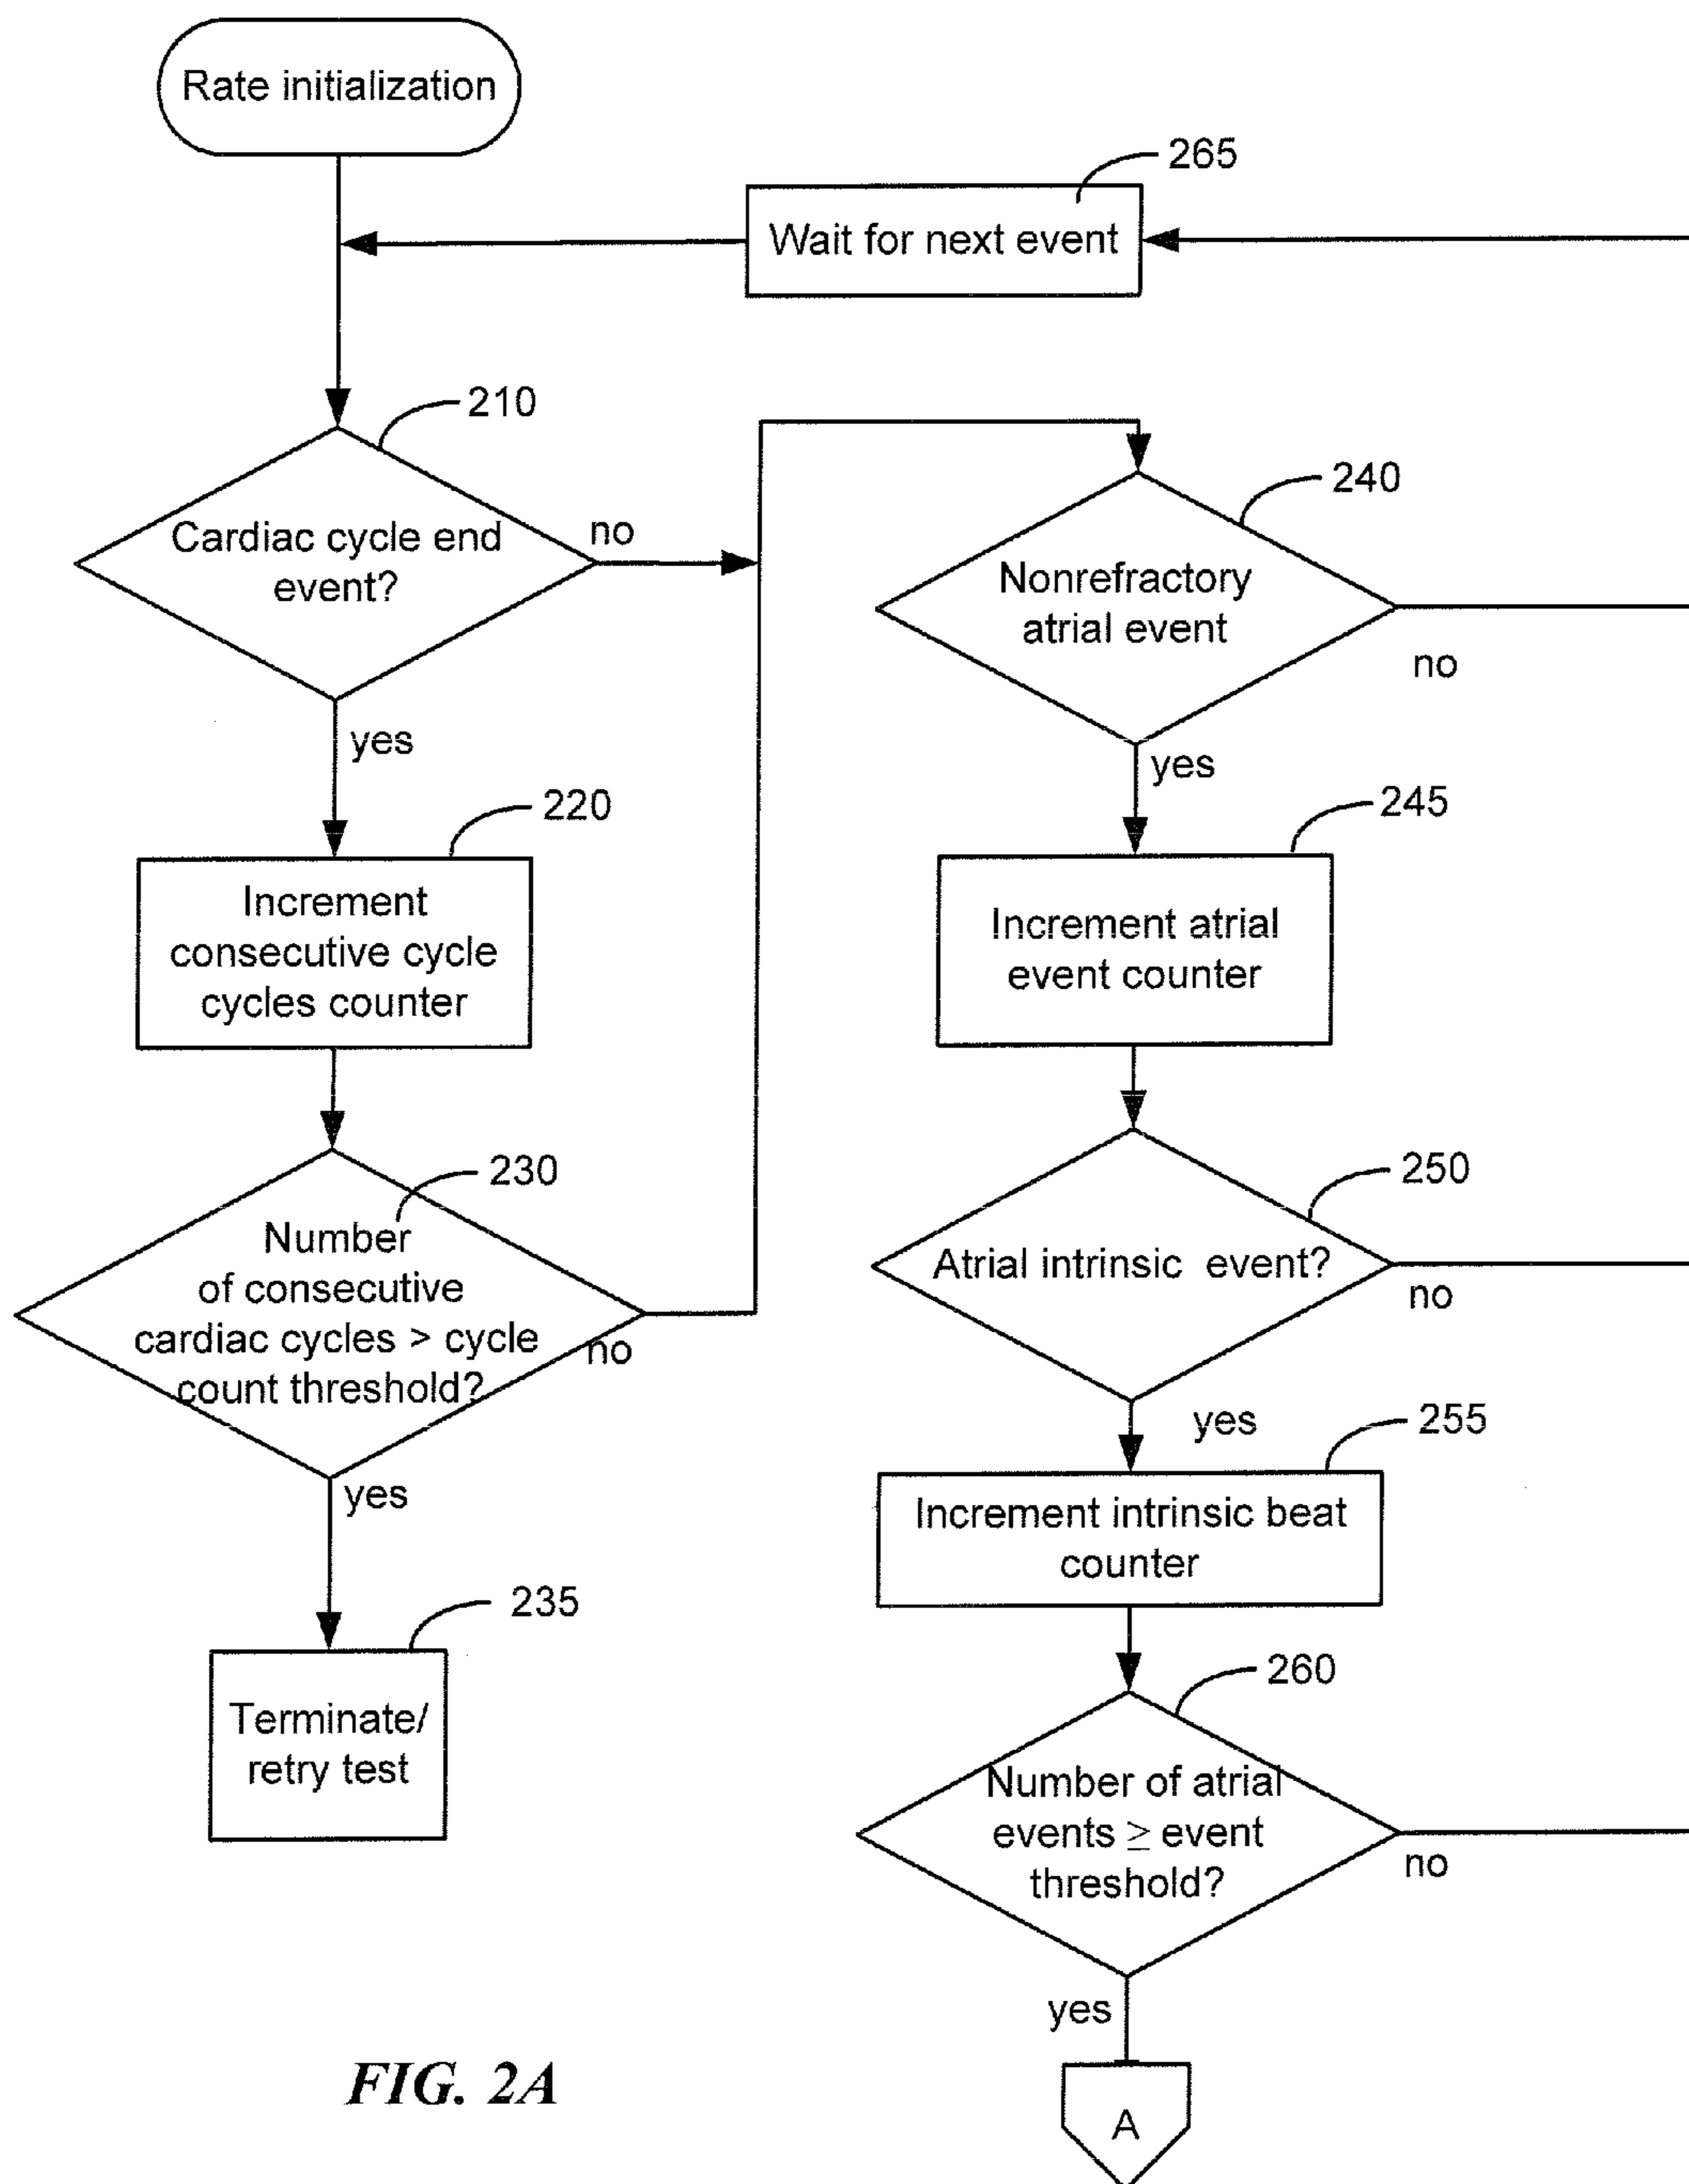 Rate initialization
265
Wait for next event
210
Cardiac cycle end
event?
no
yes
220
Increment
consecutive cycle
cycles counter
230
Number
of consecutive
cardiac cycles > cycle
count threshold?
no
yes
235
Terminate/
retry test
240
Nonrefractory
atrial event
no
yes
245
Increment atrial
event counter
250
Atrial intrinsic event?
no
yes
255
Increment intrinsic beat
counter
260
Number of atrial
events ≥ event
threshold?
no
yes
A
FIG. 2A